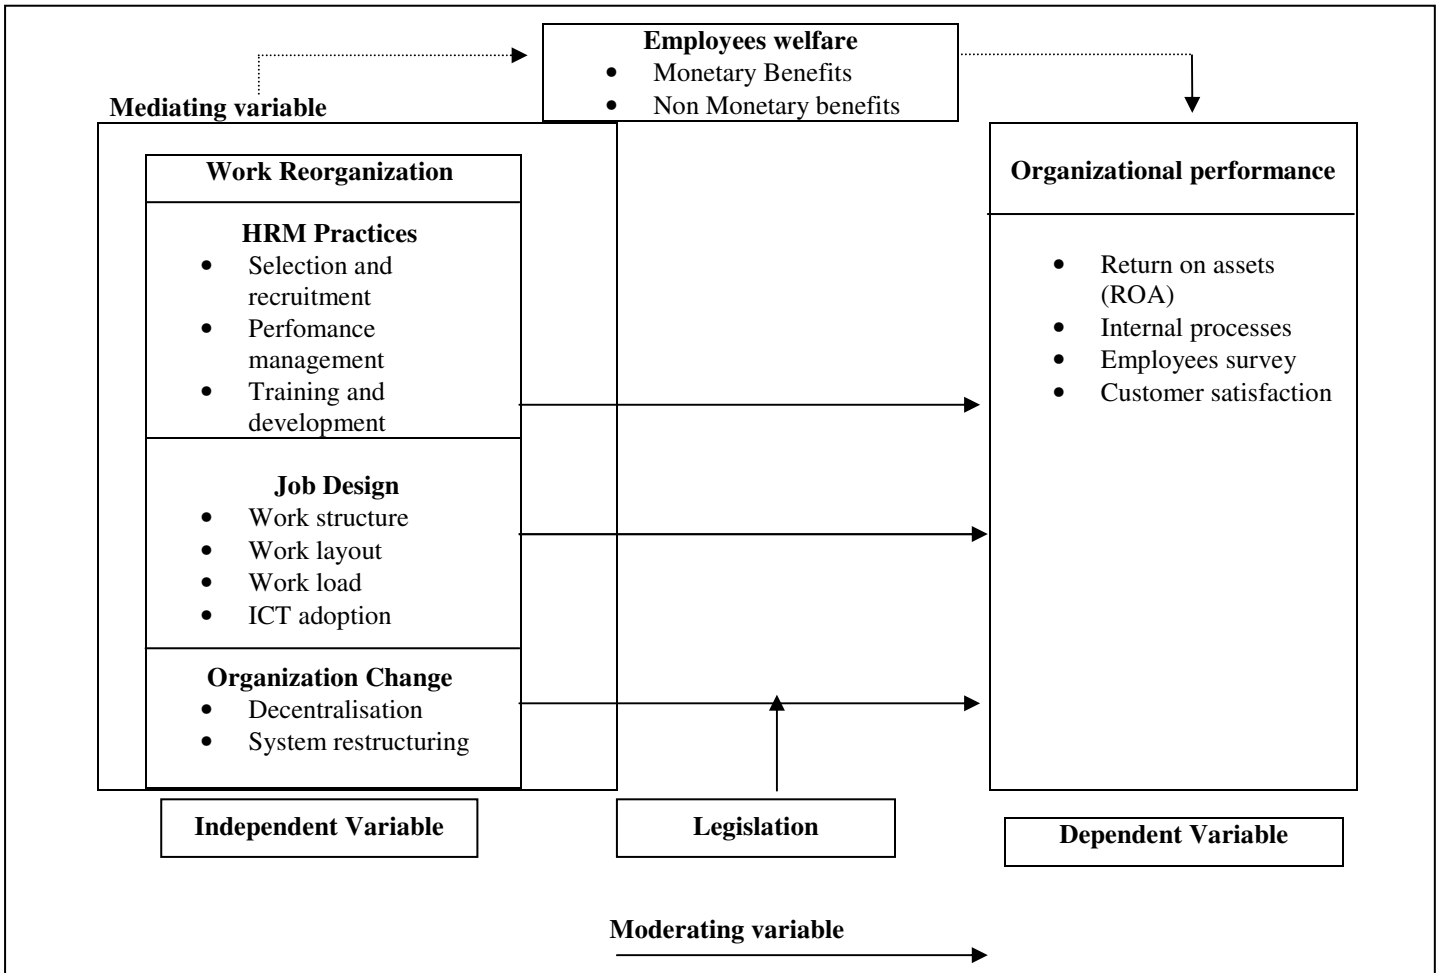 Employees welfare
• Monetary Benefits
• Non Monetary benefits
Mediating variable
Work Reorganization
HRM Practices
• Selection and
recruitment
• Perfomance
management
• Training and
development
Job Design
• Work structure
• Work layout
• Work load
• ICT adoption
Organization Change
• Decentralisation
• System restructuring
Independent Variable
Legislation
Organizational performance
• Return on assets
(ROA)
• Internal processes
• Employees survey
• Customer satisfaction
Dependent Variable
Moderating variable